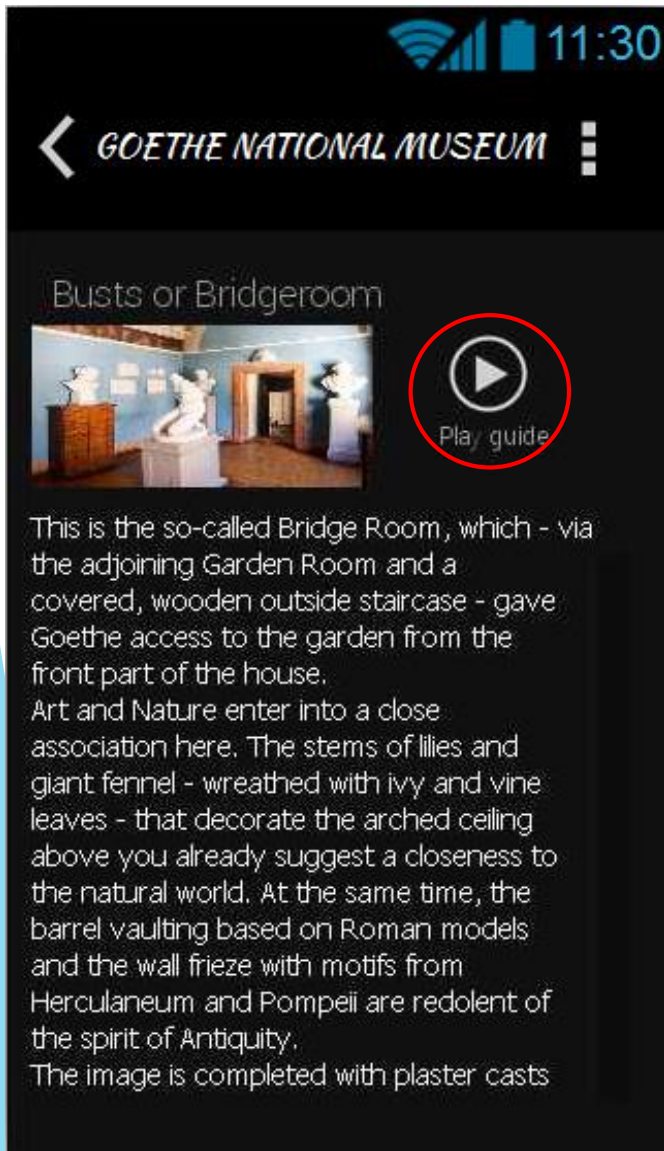 11:30
GOETHE NATIONAL MUSEUM
Busts or Bridgeroom
Play guide
This is the so-called Bridge Room, which - via
the adjoining Garden Room and a
covered, wooden outside staircase - gave
Goethe access to the garden from the
front part of the house.
Art and Nature enter into a close
association here. The stems of lilies and
giant fennel - wreathed with ivy and vine
leaves - that decorate the arched ceiling
above you already suggest a closeness to
the natural world. At the same time, the
barrel vaulting based on Roman models
and the wall frieze with motifs from
Herculaneum and Pompeii are redolent of
the spirit of Antiquity.
The image is completed with plaster casts